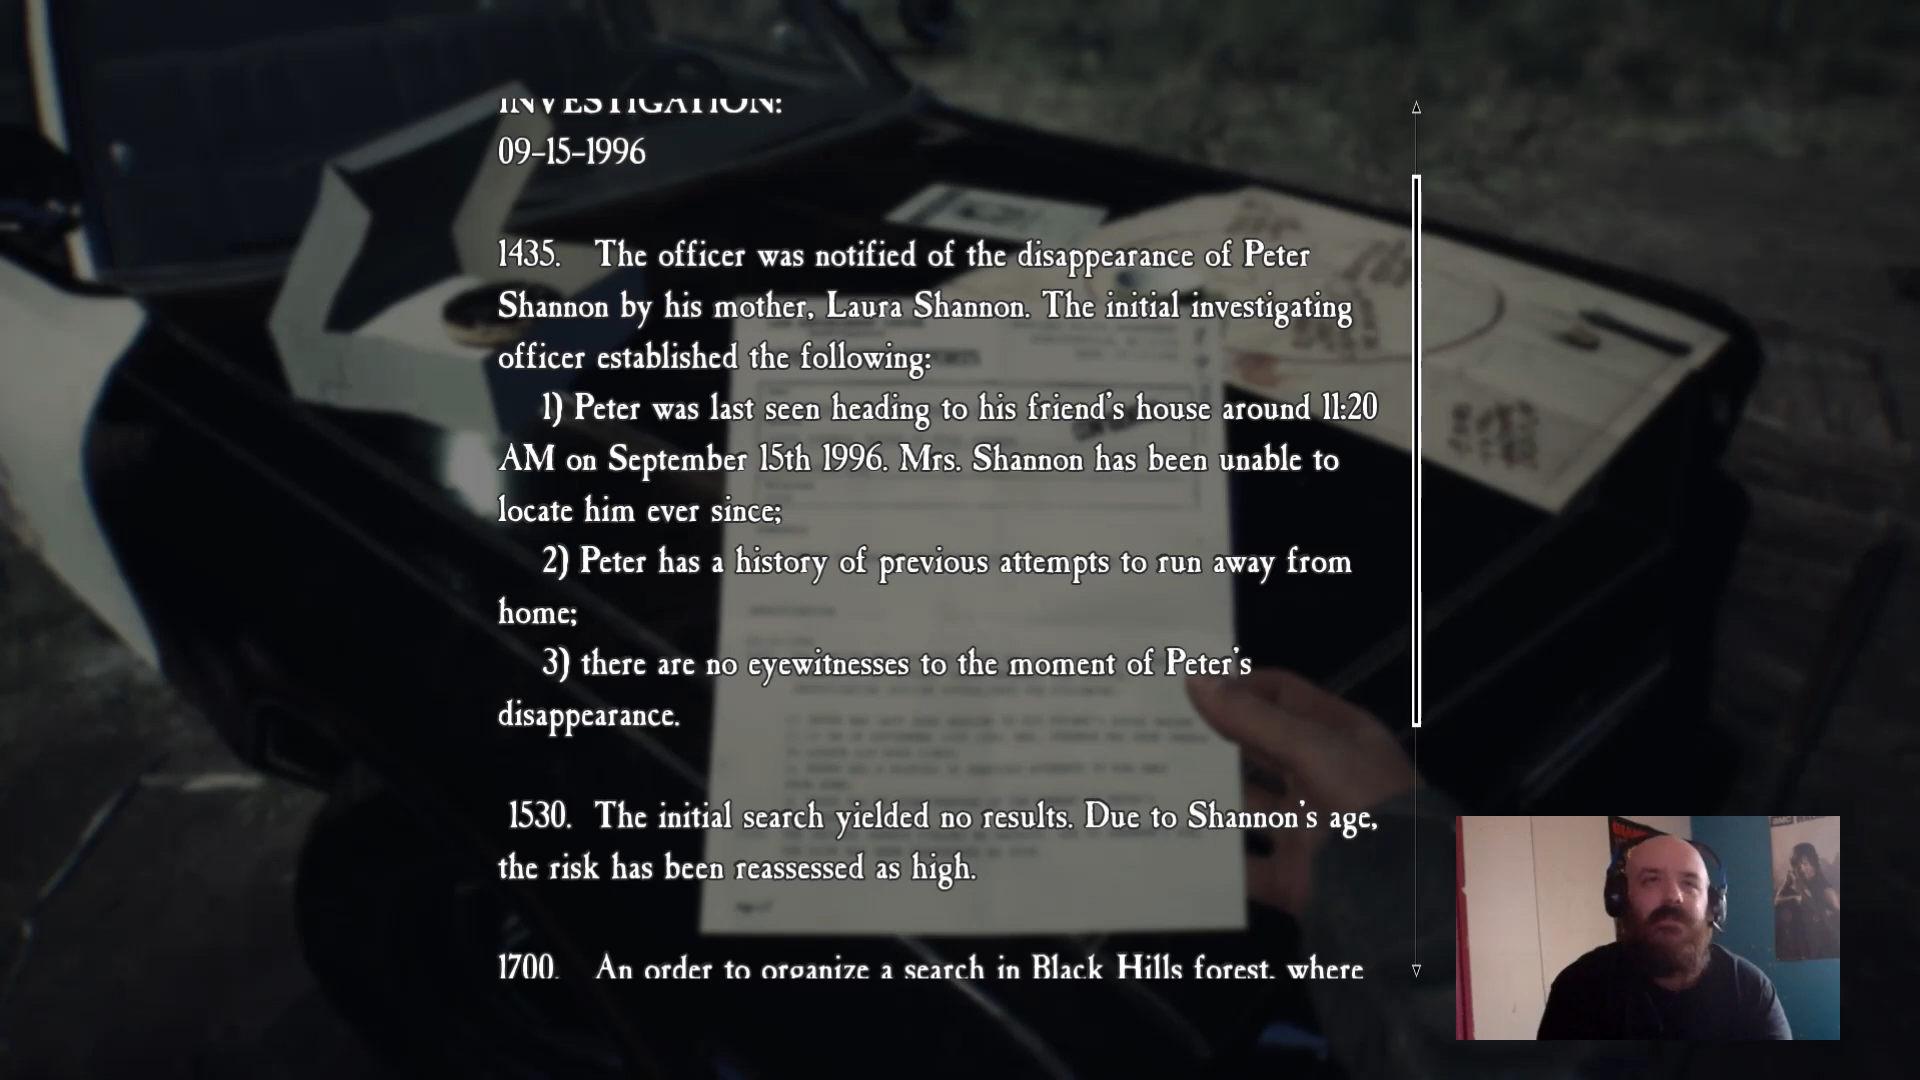 INVESTIGATION:
09-15-1996
1435. The officer was notified of the disappearance of Peter
Shannon by his mother, Laura Shannon. The initial investigating
officer established the following:
1) Peter was last seen heading to his friend's house around 11:20
AM on September 15th 1996. Mrs. Shannon has been unable to
locate him ever since;
2) Peter has a history of previous attempts to run away from
home;
3) there are no eyewitnesses to the moment of Peter's
disappearance.
1530. The initial search yielded no results. Due to Shannon's age,
the risk has been reassessed as high.
1700. An order to organize a search in Black Hills forest, where